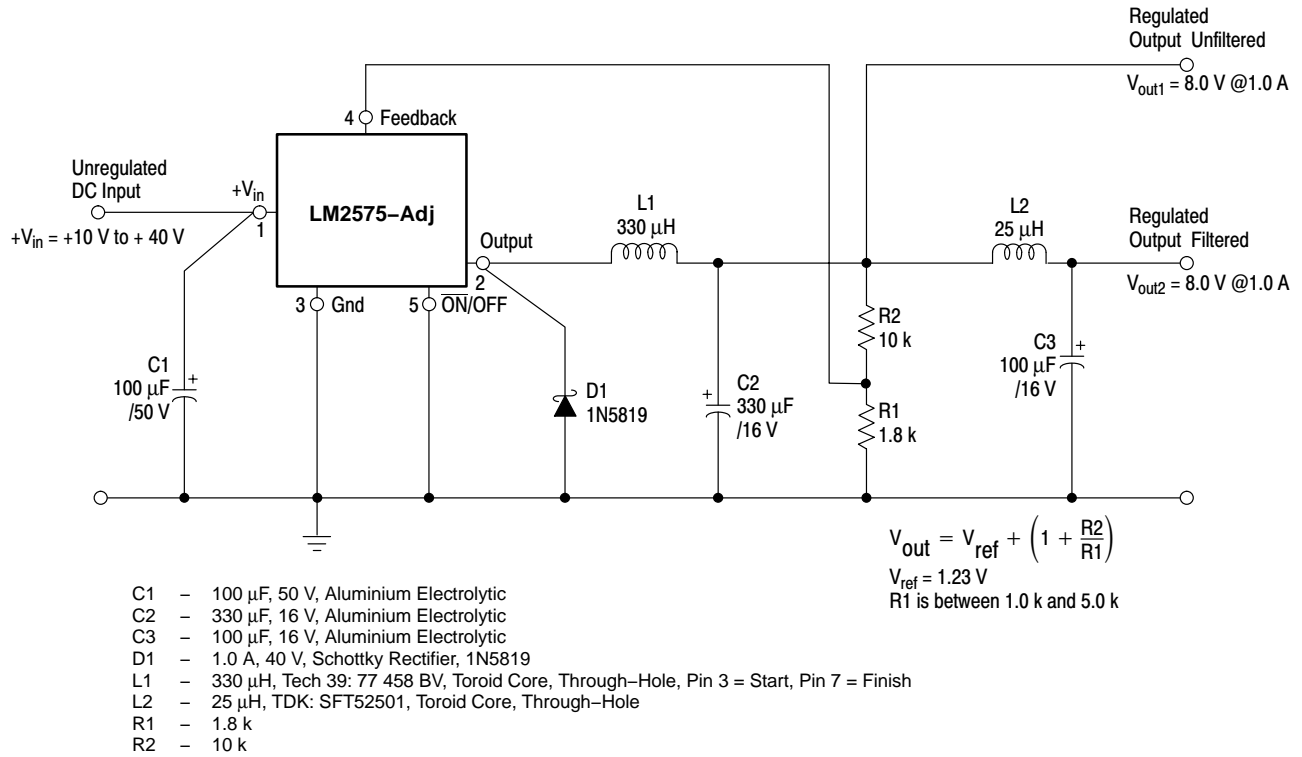 Regulated
Output Unfiltered
Vout1 = 8.0 V @1.0 A
4
Feedback
Unregulated
DC Input
+Vin
1
+Vin = +10 V to + 40 V
LM2575–Adj
Output
2
3
Gnd
5
ON/OFF
L1
330 μH
L2
25 μH
Regulated
Output Filtered
Vout2 = 8.0 V @1.0 A
C1
100 μF
/50 V
+
D1
1N5819
+
C2
330 μF
/16 V
R2
10 k
R1
1.8 k
C3
100 μF
/16 V
+
Vout = Vref + (1 + R2/R1)
Vref = 1.23 V
R1 is between 1.0 k and 5.0 k
C1 – 100 μF, 50 V, Aluminium Electrolytic
C2 – 330 μF, 16 V, Aluminium Electrolytic
C3 – 100 μF, 16 V, Aluminium Electrolytic
D1 – 1.0 A, 40 V, Schottky Rectifier, 1N5819
L1 – 330 μH, Tech 39: 77 458 BV, Toroid Core, Through–Hole, Pin 3 = Start, Pin 7 = Finish
L2 – 25 μH, TDK: SFT52501, Toroid Core, Through–Hole
R1 – 1.8 k
R2 – 10 k